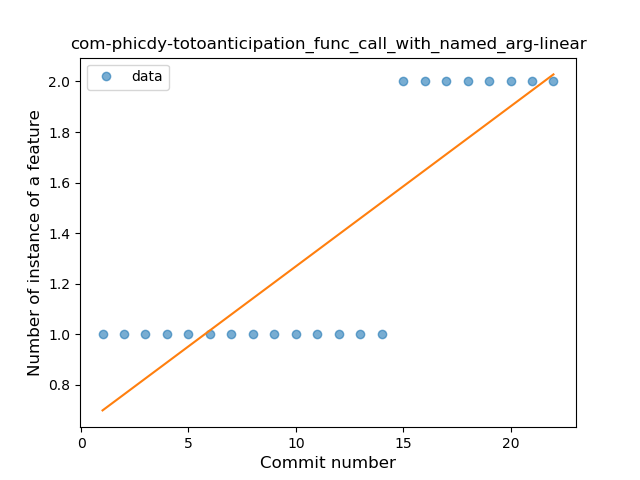 com-phicdy-totoanticipation_func_call_with_named_arg-linear
data
Number of instance of a feature
2.0
1.8
1.6
1.4
1.2
1.0
0.8
0 5 10 15 20
Commit number